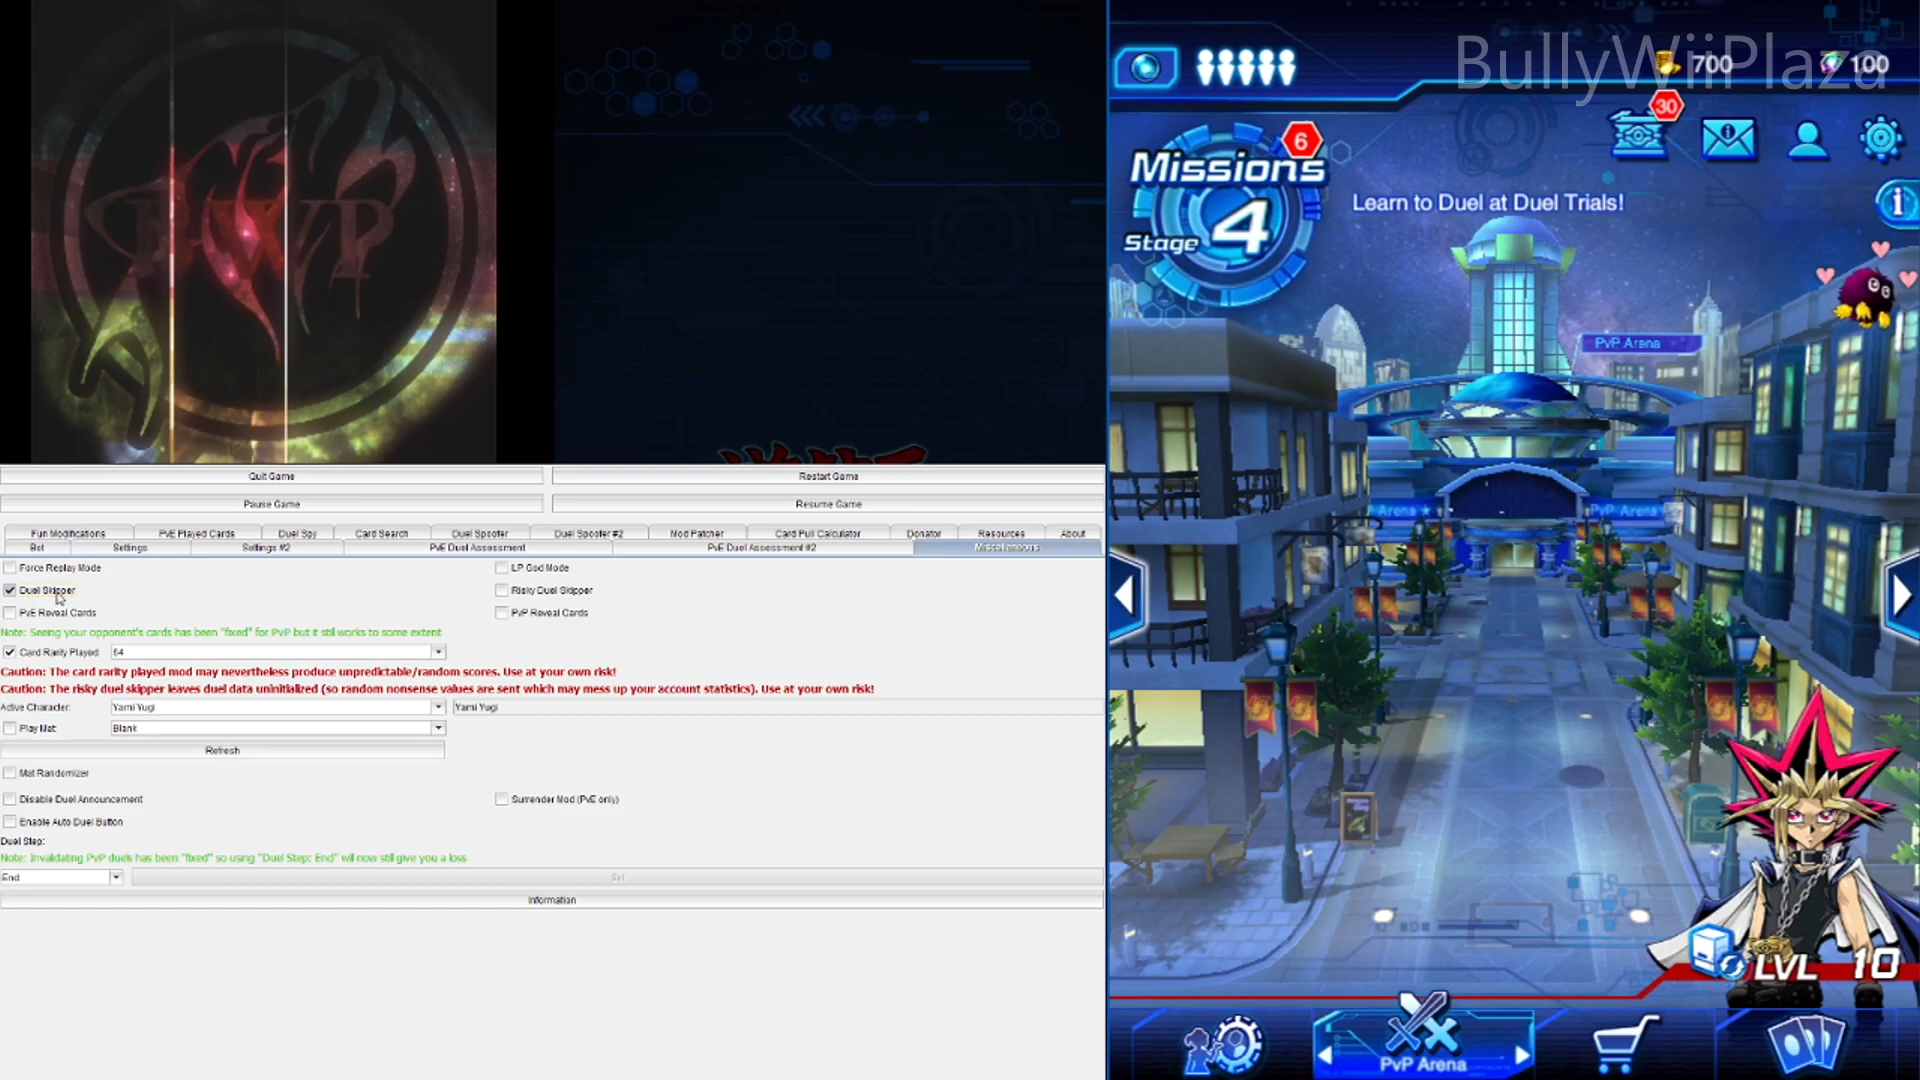 BWP
Quit Game
Restart Game
Pause Game
Resume Game
Fun Modifications
PvE Played Cards
Duel Spy
Card Search
Duel Spoofer
Duel Spoofer #2
Mod Patcher
Card Pull Calculator
Donator
Resources
About
Bot
Settings
Settings #2
PvE Duel Assessment
PvE Duel Assessment #2
Miscellaneous
Force Replay Mode
LP God Mode
Duel Skipper
Risky Duel Skipper
PvE Reveal Cards
PvP Reveal Cards
Note: Seeing your opponent's cards has been "fixed" for PvP but it still works to some extent
Card Rarity Played
64
Caution: The card rarity played mod may nevertheless produce unpredictable/random scores. Use at your own risk!
Caution: The risky duel skipper leaves duel data uninitialized (so random nonsense values are sent which may mess up your account statistics). Use at your own risk!
Active Character:
Yami Yugi
Yami Yugi
Play Mat:
Blank
Refresh
Mat Randomizer
Disable Duel Announcement
Surrender Mod (PvE only)
Enable Auto Duel Button
Duel Step:
Note: Invalidating PvP duels has been "fixed" so using "Duel Step: End" will now still give you a loss
End
Set
Information
BullyWiiPlaza
700
100
30
6
Missions
Stage 4
Learn to Duel at Duel Trials!
PvP Arena
Arena
PvP Arena
LVL 10
PvP Arena